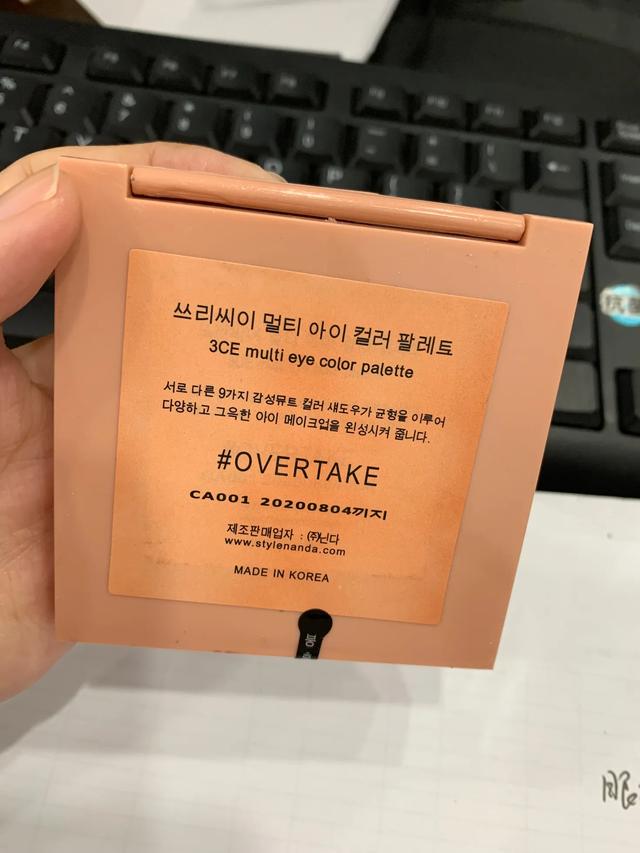 쓰리씨이 멀티 아이 컬러 팔레트
3CE multi eye color palette
서로 다른 9가지 감성뮤트 컬러 섀도우가 균형을 이루어
다양하고 그윽한 아이 메이크업을 완성시켜 줍니다.
#OVERTAKE
CA001 20200804끼지
제조판매업자 : ㈜난다
www.stylenanda.com
MADE IN KOREA
抗
眼